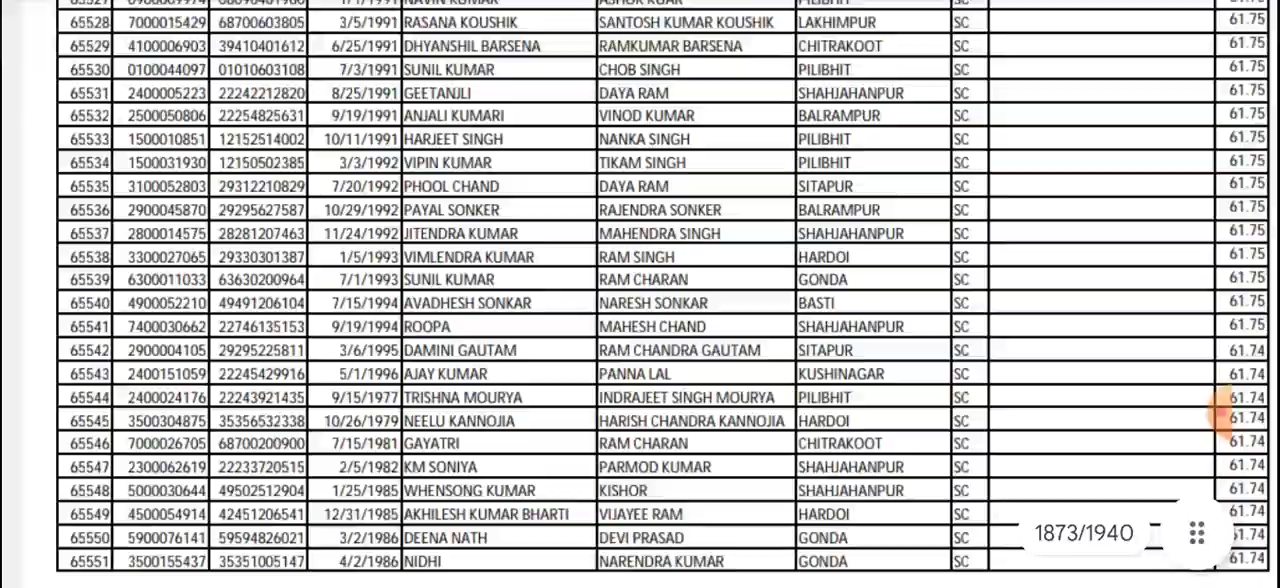 65528 7000015429 68700603805 3/5/1991 RASANA KOUSHIK SANTOSH KUMAR KOUSHIK LAKHIMPUR SC 61.75
65529 4100006903 39410401612 6/25/1991 DHYANSHIL BARSENA RAMKUMAR BARSENA CHITRAKOOT SC 61.75
65530 0100044097 01010603108 7/3/1991 SUNIL KUMAR CHOB SINGH PILIBHIT SC 61.75
65531 2400005223 22242212820 8/25/1991 GEETANJLI DAYA RAM SHAHJAHANPUR SC 61.75
65532 2500050806 22254825631 9/19/1991 ANJALI KUMARI VINOD KUMAR BALRAMPUR SC 61.75
65533 1500010851 12152514002 10/11/1991 HARJEET SINGH NANKA SINGH PILIBHIT SC 61.75
65534 1500031930 12150502385 3/3/1992 VIPIN KUMAR TIKAM SINGH PILIBHIT SC 61.75
65535 3100052803 29312210829 7/20/1992 PHOOL CHAND DAYA RAM SITAPUR SC 61.75
65536 2900045870 29295627587 10/29/1992 PAYAL SONKER RAJENDRA SONKER BALRAMPUR SC 61.75
65537 2800014575 28281207463 11/24/1992 JITENDRA KUMAR MAHENDRA SINGH SHAHJAHANPUR SC 61.75
65538 3300027065 29330301387 1/5/1993 VIMLENDRA KUMAR RAM SINGH HARDOI SC 61.75
65539 6300011033 63630200964 7/1/1993 SUNIL KUMAR RAM CHARAN GONDA SC 61.75
65540 4900052210 49491206104 7/15/1994 AVADHESH SONKAR NARESH SONKAR BASTI SC 61.75
65541 7400030662 22746135153 9/19/1994 ROOPA MAHESH CHAND SHAHJAHANPUR SC 61.75
65542 2900004105 29295225811 3/6/1995 DAMINI GAUTAM RAM CHANDRA GAUTAM SITAPUR SC 61.74
65543 2400151059 22245429916 5/1/1996 AJAY KUMAR PANNA LAL KUSHINAGAR SC 61.74
65544 2400024176 22243921435 9/15/1977 TRISHNA MOURYA INDRAJEET SINGH MOURYA PILIBHIT SC 61.74
65545 3500304875 35356532338 10/26/1979 NEELU KANNOJIA HARISH CHANDRA KANNOJIA HARDOI SC 61.74
65546 7000026705 68700200900 7/15/1981 GAYATRI RAM CHARAN CHITRAKOOT SC 61.74
65547 2300062619 22233720515 2/5/1982 KM SONIYA PARMOD KUMAR SHAHJAHANPUR SC 61.74
65548 5000030644 49502512904 1/25/1985 WHENSONG KUMAR KISHOR SHAHJAHANPUR SC 61.74
65549 4500054914 42451206541 12/31/1985 AKHILESH KUMAR BHARTI VIJAYEE RAM HARDOI SC 61.74
65550 5900076141 59594826021 3/2/1986 DEENA NATH DEVI PRASAD GONDA SC 1873/1940
65551 3500155437 35351005147 4/2/1986 NIDHI NARENDRA KUMAR GONDA SC 61.74